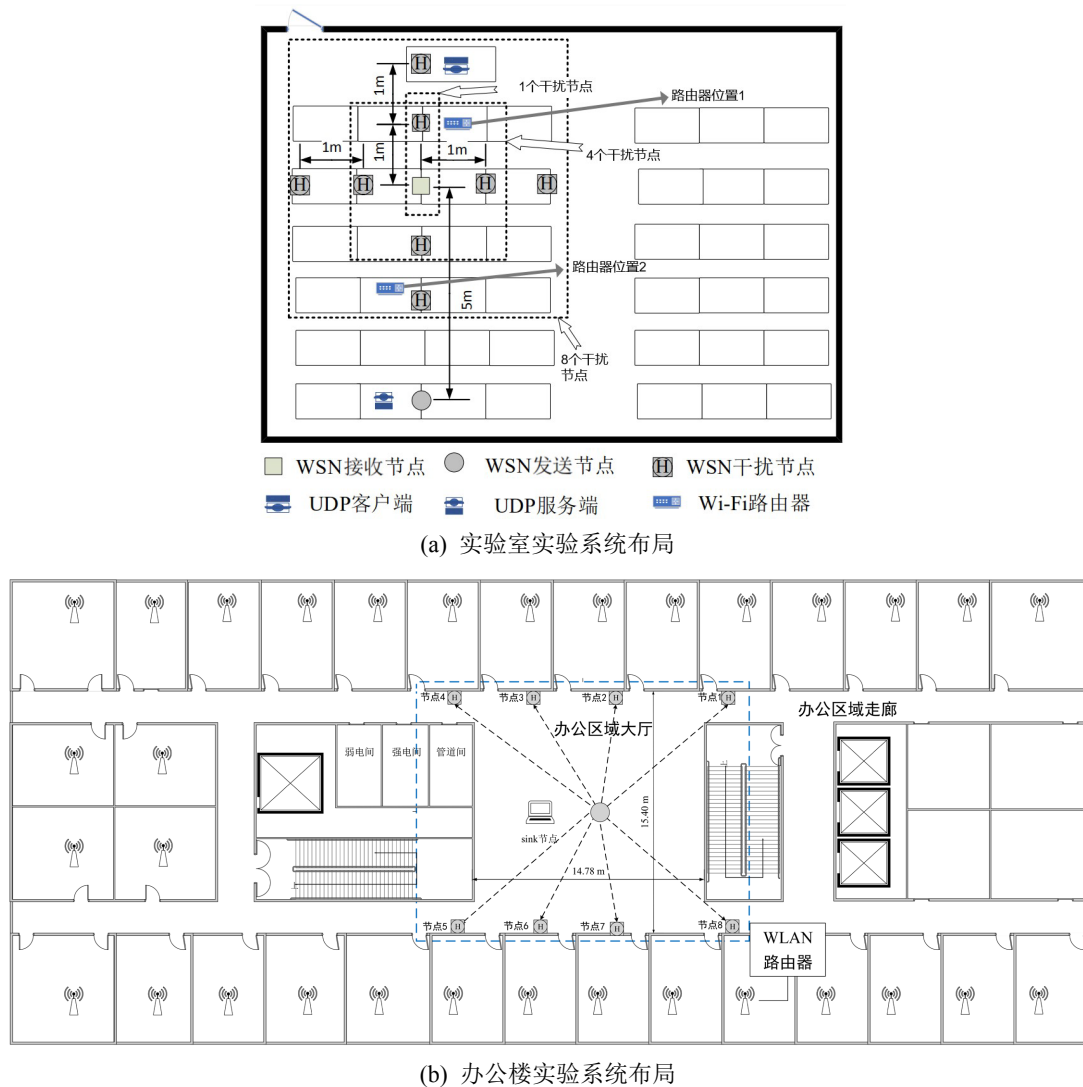 H
1m
1个干扰节点
路由器位置1
H
1m
1m
1m
4个干扰节点
H
H
H
H
H
路由器位置2
H
5m
8个干扰
节点
WSN接收节点
WSN发送节点
H
WSN干扰节点
UDP客户端
UDP服务端
Wi-Fi路由器
(a) 实验室实验系统布局
节点4
H
节点3
H
节点2
H
节点1
H
办公区域大厅
办公区域走廊
弱电间
强电间
管道间
上
sink节点
15.40 m
14.78 m
上
节点5
H
节点6
H
节点7
H
节点8
H
WLAN
路由器
(b) 办公楼实验系统布局